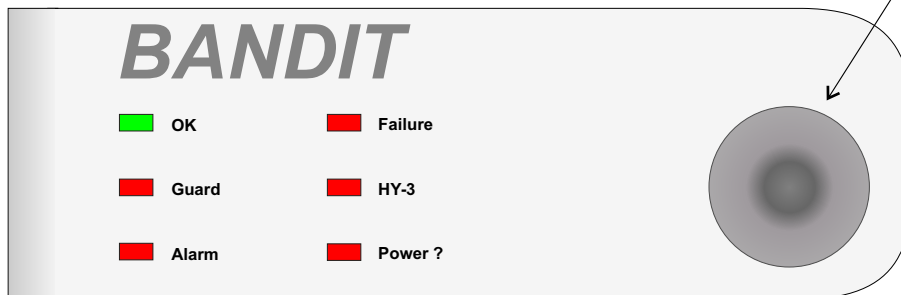 BANDIT
OK
Failure
Guard
HY-3
Alarm
Power ?